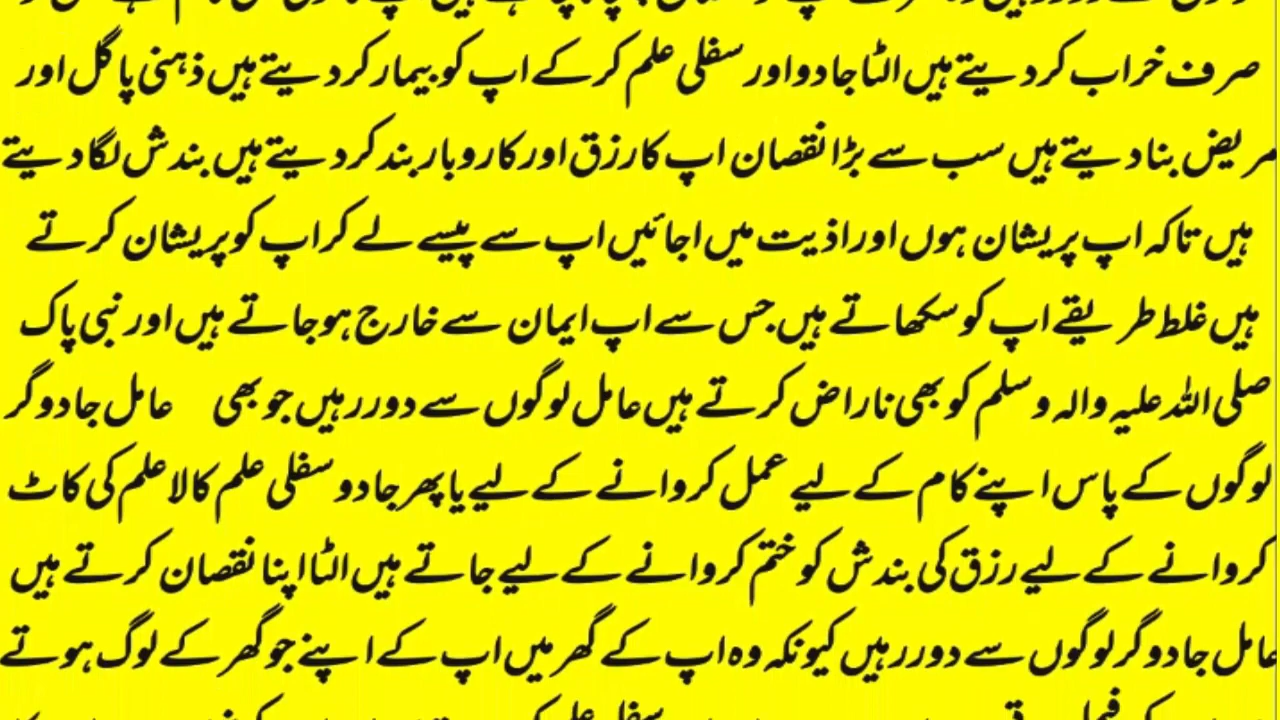 صرف خراب کر دیتے ہیں الٹا جادو اور سفلی علم کر کے اپ کو بیمار کر دیتے ہیں ذہنی پاگل اور
مریض بنا دیتے ہیں سب سے بڑا نقصان اپ کا رزق اور کاروبار بند کر دیتے ہیں بندش لگا دیتے
ہیں تاکہ اپ پریشان ہوں اور اذیت میں اجائیں اپ سے پیسے لے کر اپ کو پریشان کرتے
ہیں غلط طریقے اپ کو سکھاتے ہیں جس سے اپ ایمان سے خارج ہو جاتے ہیں اور نبی پاک
صلی اللہ علیہ والہ وسلم کو بھی ناراض کرتے ہیں عامل لوگوں سے دور رہیں جو بھی عامل جادوگر
لوگوں کے پاس اپنے کام کے لیے عمل کروانے کے لیے یا پھر جادو سفلی علم کالا علم کی کاٹ
کروانے کے لیے رزق کی بندش کو ختم کروانے کے لیے جاتے ہیں الٹا اپنا نقصان کرتے ہیں
عامل جادوگر لوگوں سے دور رہیں کیونکہ وہ اپ کے گھر میں اپ کے اپنے جو گھر کے لوگ ہوتے